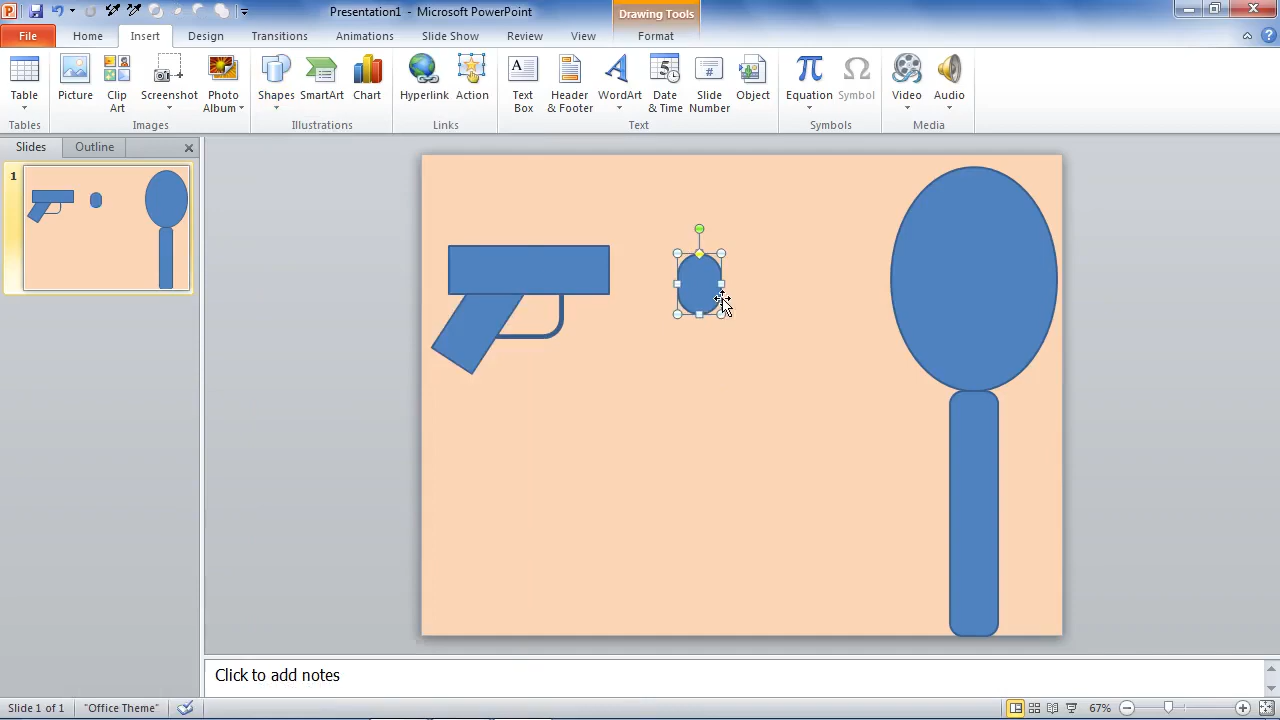 Presentation1 - Microsoft PowerPoint
Drawing Tools
File Home Insert Design Transitions Animations Slide Show Review View Format
Table Picture Clip Art Screenshot Photo Album Shapes SmartArt Chart Hyperlink Action Text Box Header & Footer WordArt Date & Time Slide Number Object Equation Symbol Video Audio
Tables Images Illustrations Links Text Symbols Media
Slides Outline
1
Click to add notes
Slide 1 of 1 "Office Theme" 67%